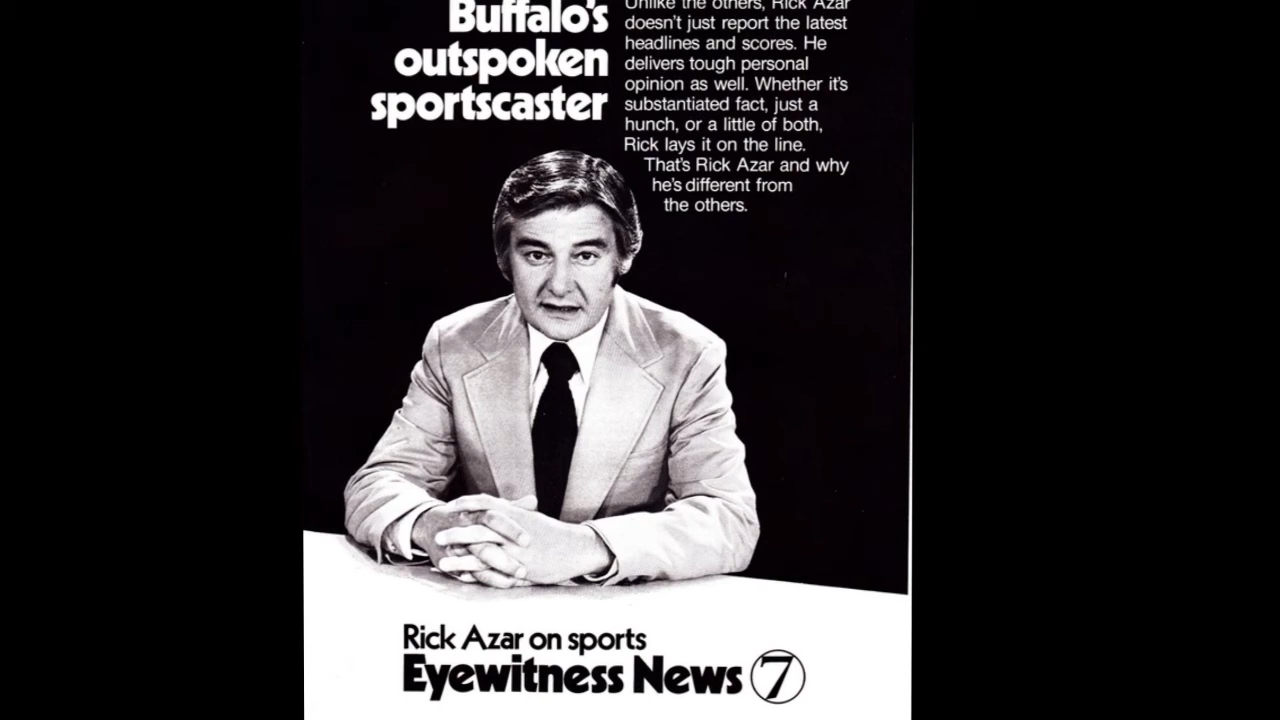 Buffalo's
outspoken
sportscaster
Unlike the others, Rick Azar
doesn't just report the latest
headlines and scores. He
delivers tough personal
opinion as well. Whether it's
substantiated fact, just a
hunch, or a little of both,
Rick lays it on the line.
That's Rick Azar and why
he's different from
the others.
Rick Azar on sports
Eyewitness News 7